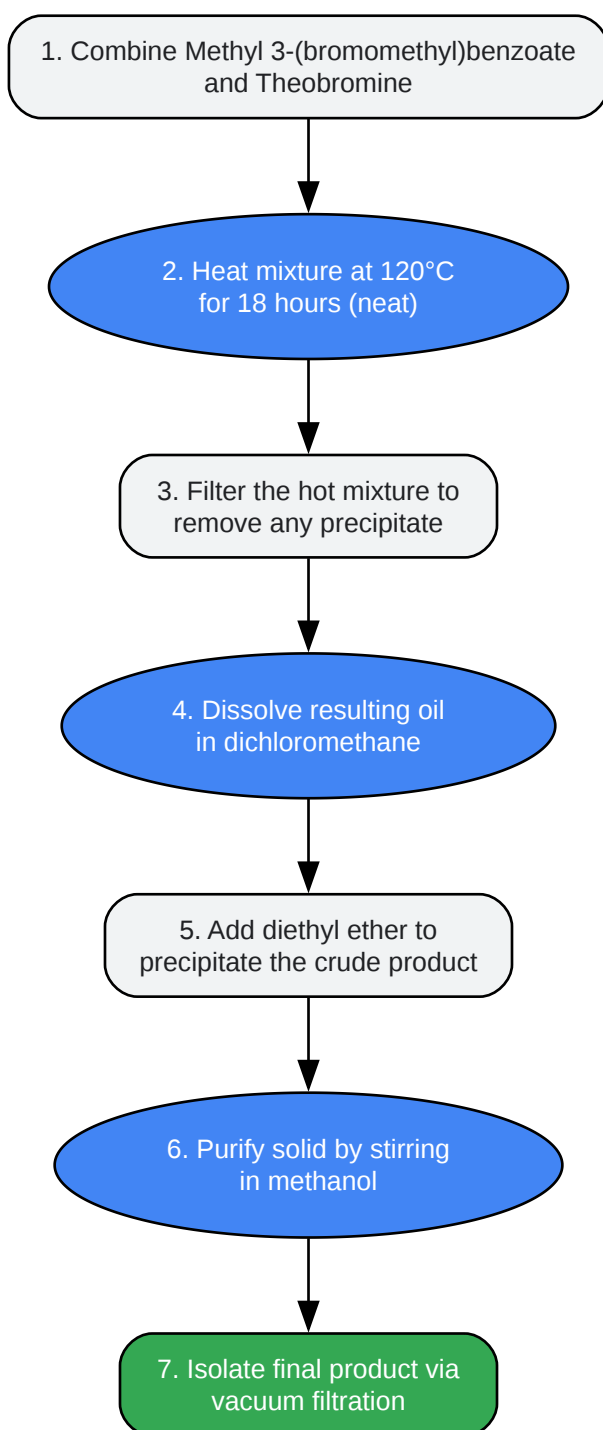 1. Combine Methyl 3-(bromomethyl)benzoate
and Theobromine
2. Heat mixture at 120°C
for 18 hours (neat)
3. Filter the hot mixture to
remove any precipitate
4. Dissolve resulting oil
in dichloromethane
5. Add diethyl ether to
precipitate the crude product
6. Purify solid by stirring
in methanol
7. Isolate final product via
vacuum filtration